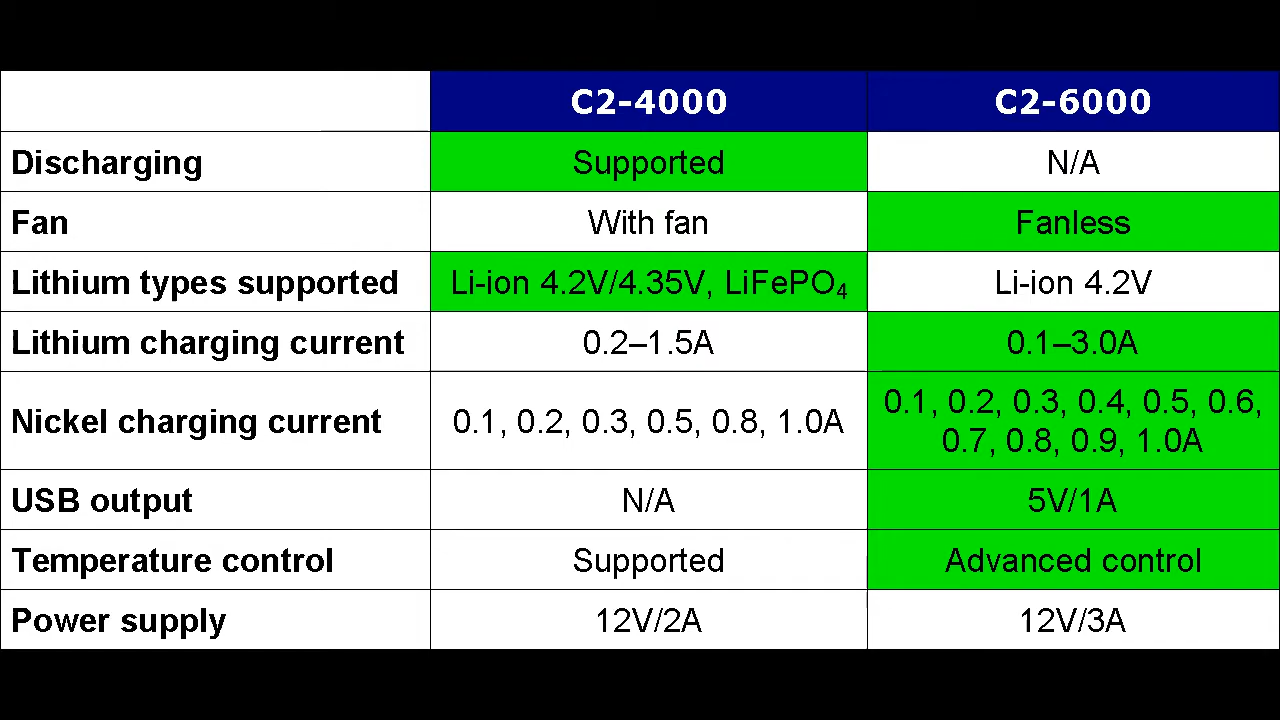 C2-4000 C2-6000
Discharging Supported N/A
Fan With fan Fanless
Lithium types supported Li-ion 4.2V/4.35V, LiFePO₄ Li-ion 4.2V
Lithium charging current 0.2–1.5A 0.1–3.0A
Nickel charging current 0.1, 0.2, 0.3, 0.5, 0.8, 1.0A 0.1, 0.2, 0.3, 0.4, 0.5, 0.6,
0.7, 0.8, 0.9, 1.0A
USB output N/A 5V/1A
Temperature control Supported Advanced control
Power supply 12V/2A 12V/3A